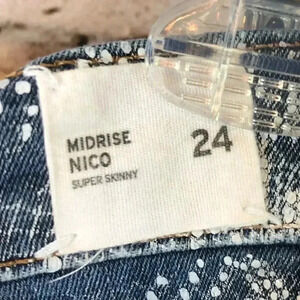 MIDRISE
NICO
SUPER SKINNY
24